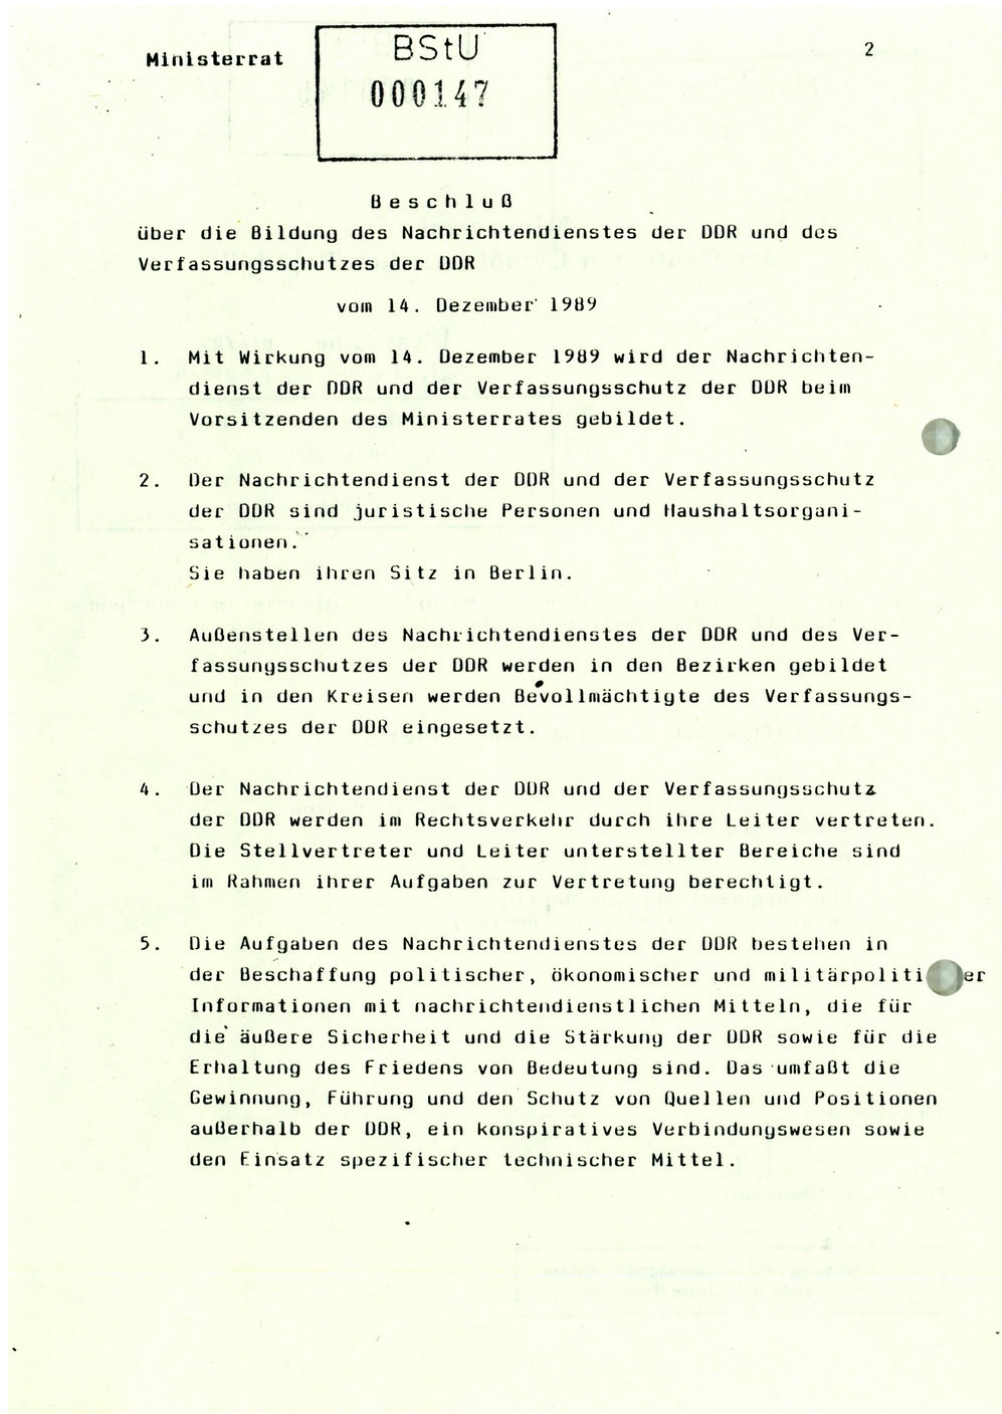 Ministerrat
BStU
000147
2
Beschluß
über die Bildung des Nachrichtendienstes der DDR und des
Verfassungsschutzes der DDR
vom 14. Dezember 1989
1. Mit Wirkung vom 14. Dezember 1989 wird der Nachrichten-
dienst der DDR und der Verfassungsschutz der DDR beim
Vorsitzenden des Ministerrates gebildet.
2. Der Nachrichtendienst der DDR und der Verfassungsschutz
der DDR sind juristische Personen und Haushaltsorgani-
sationen.
Sie haben ihren Sitz in Berlin.
3. Außenstellen des Nachrichtendienstes der DDR und des Ver-
fassungsschutzes der DDR werden in den Bezirken gebildet
und in den Kreisen werden Bevollmächtigte des Verfassungs-
schutzes der DDR eingesetzt.
4. Der Nachrichtendienst der DDR und der Verfassungsschutz
der DDR werden im Rechtsverkehr durch ihre Leiter vertreten.
Die Stellvertreter und Leiter unterstellter Bereiche sind
im Rahmen ihrer Aufgaben zur Vertretung berechtigt.
5. Die Aufgaben des Nachrichtendienstes der DDR bestehen in
der Beschaffung politischer, ökonomischer und militärpoliti er
Informationen mit nachrichtendienstlichen Mitteln, die für
die äußere Sicherheit und die Stärkung der DDR sowie für die
Erhaltung des Friedens von Bedeutung sind. Das umfaßt die
Gewinnung, Führung und den Schutz von Quellen und Positionen
außerhalb der DDR, ein konspiratives Verbindungswesen sowie
den Einsatz spezifischer technischer Mittel.